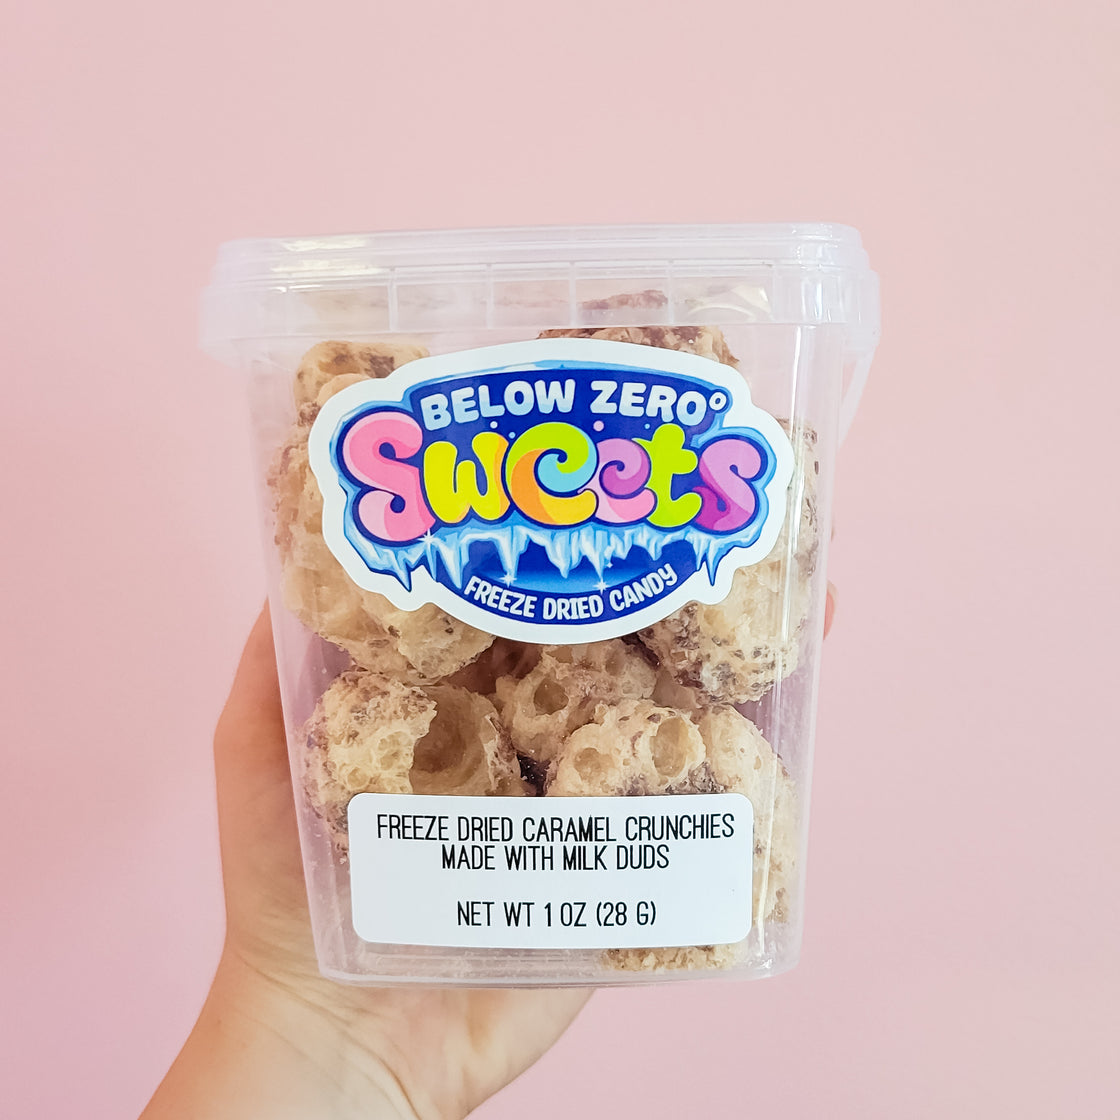 BELOW ZERO°
Sweets
FREEZE DRIED CANDY
FREEZE DRIED CARAMEL CRUNCHIES
MADE WITH MILK DUDS
NET WT 1 OZ (28 G)